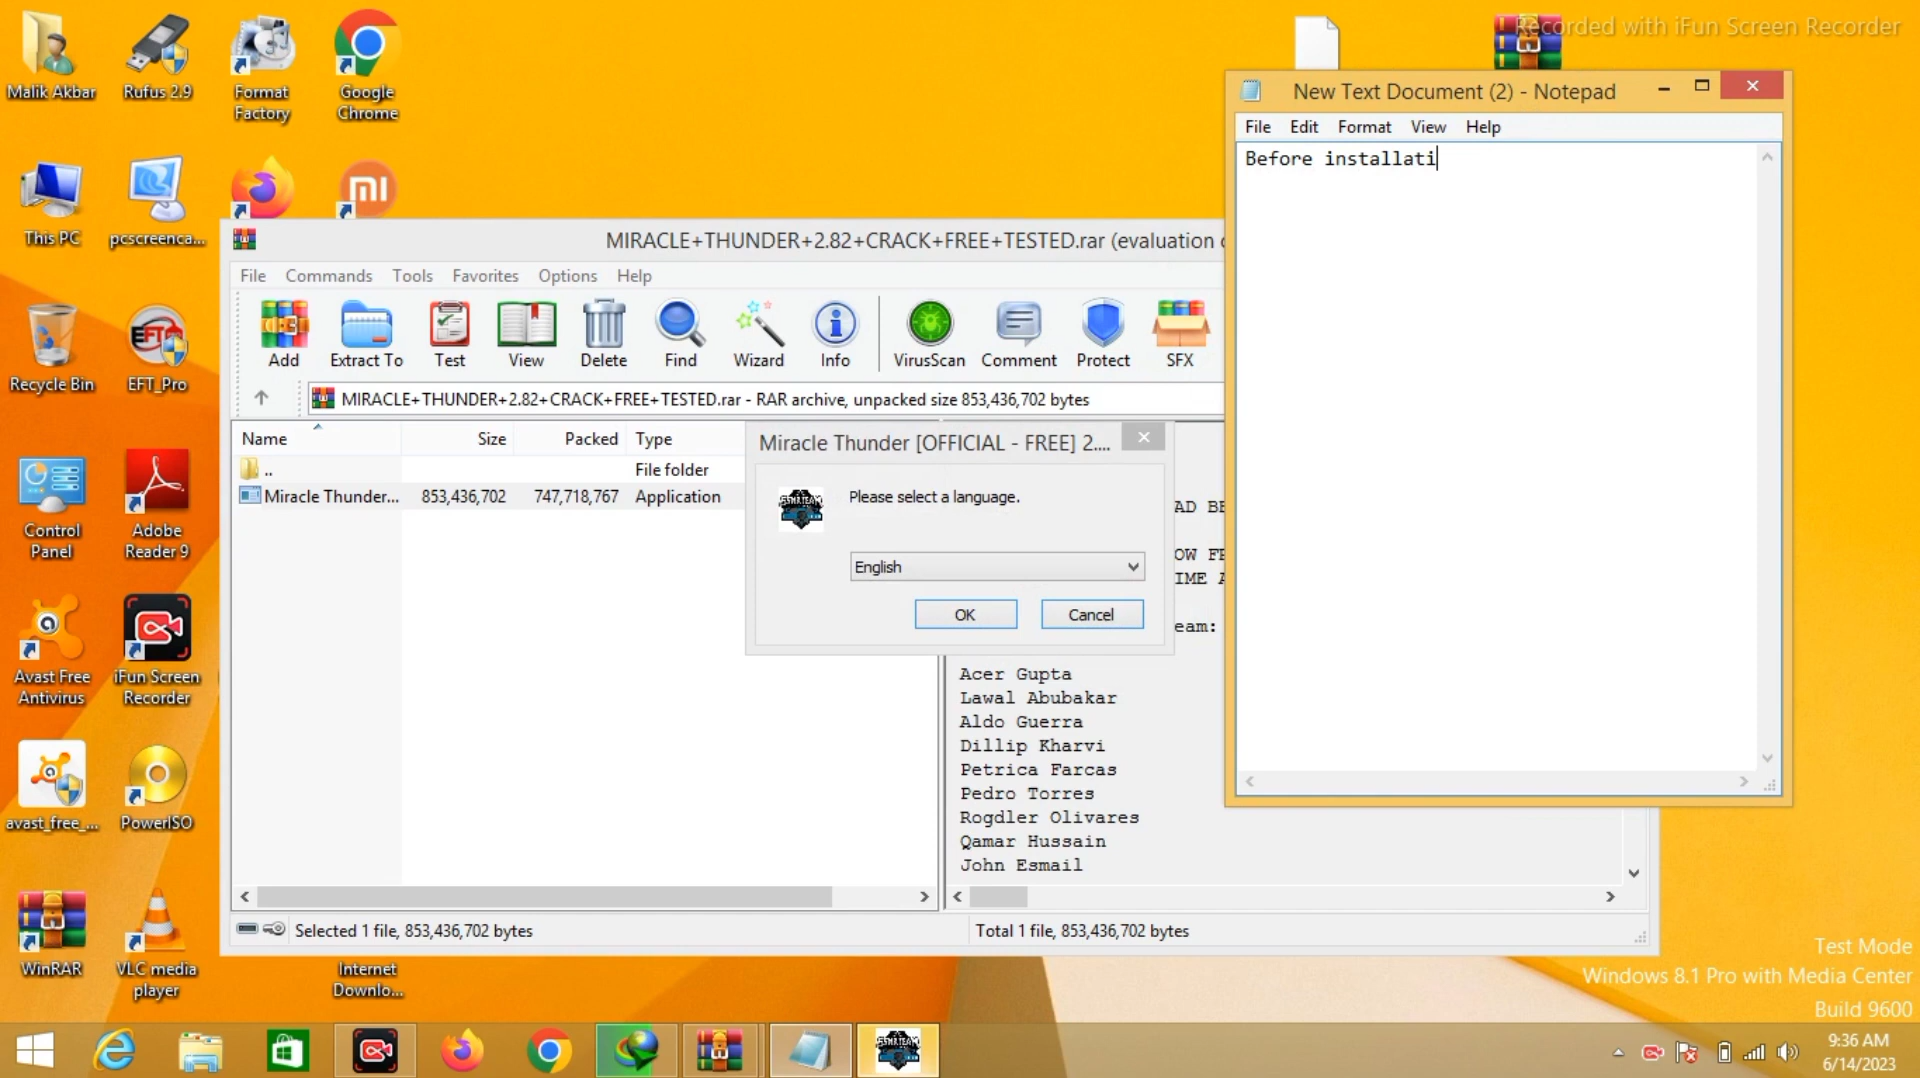 Recorded with iFun Screen Recorder
Malik Akbar
Rufus 2.9
Format Factory
Google Chrome
This PC
pcscreenca...
Recycle Bin
EFT_Pro
Control Panel
Adobe Reader 9
Avast Free Antivirus
iFun Screen Recorder
avast_free_...
PowerISO
WinRAR
VLC media player
Internet Downlo...
mi
EFT
MIRACLE+THUNDER+2.82+CRACK+FREE+TESTED.rar (evaluation c
File Commands Tools Favorites Options Help
Add Extract To Test View Delete Find Wizard Info VirusScan Comment Protect SFX
MIRACLE+THUNDER+2.82+CRACK+FREE+TESTED.rar - RAR archive, unpacked size 853,436,702 bytes
Name Size Packed Type
.. File folder
Miracle Thunder... 853,436,702 747,718,767 Application
AD BE
OW FR
IME A
eam:
Acer Gupta
Lawal Abubakar
Aldo Guerra
Dillip Kharvi
Petrica Farcas
Pedro Torres
Rogdler Olivares
Qamar Hussain
John Esmail
Selected 1 file, 853,436,702 bytes
Total 1 file, 853,436,702 bytes
Miracle Thunder [OFFICIAL - FREE] 2....
Please select a language.
English
OK Cancel
New Text Document (2) - Notepad
File Edit Format View Help
Before installati
Test Mode
Windows 8.1 Pro with Media Center
Build 9600
9:36 AM
6/14/2023